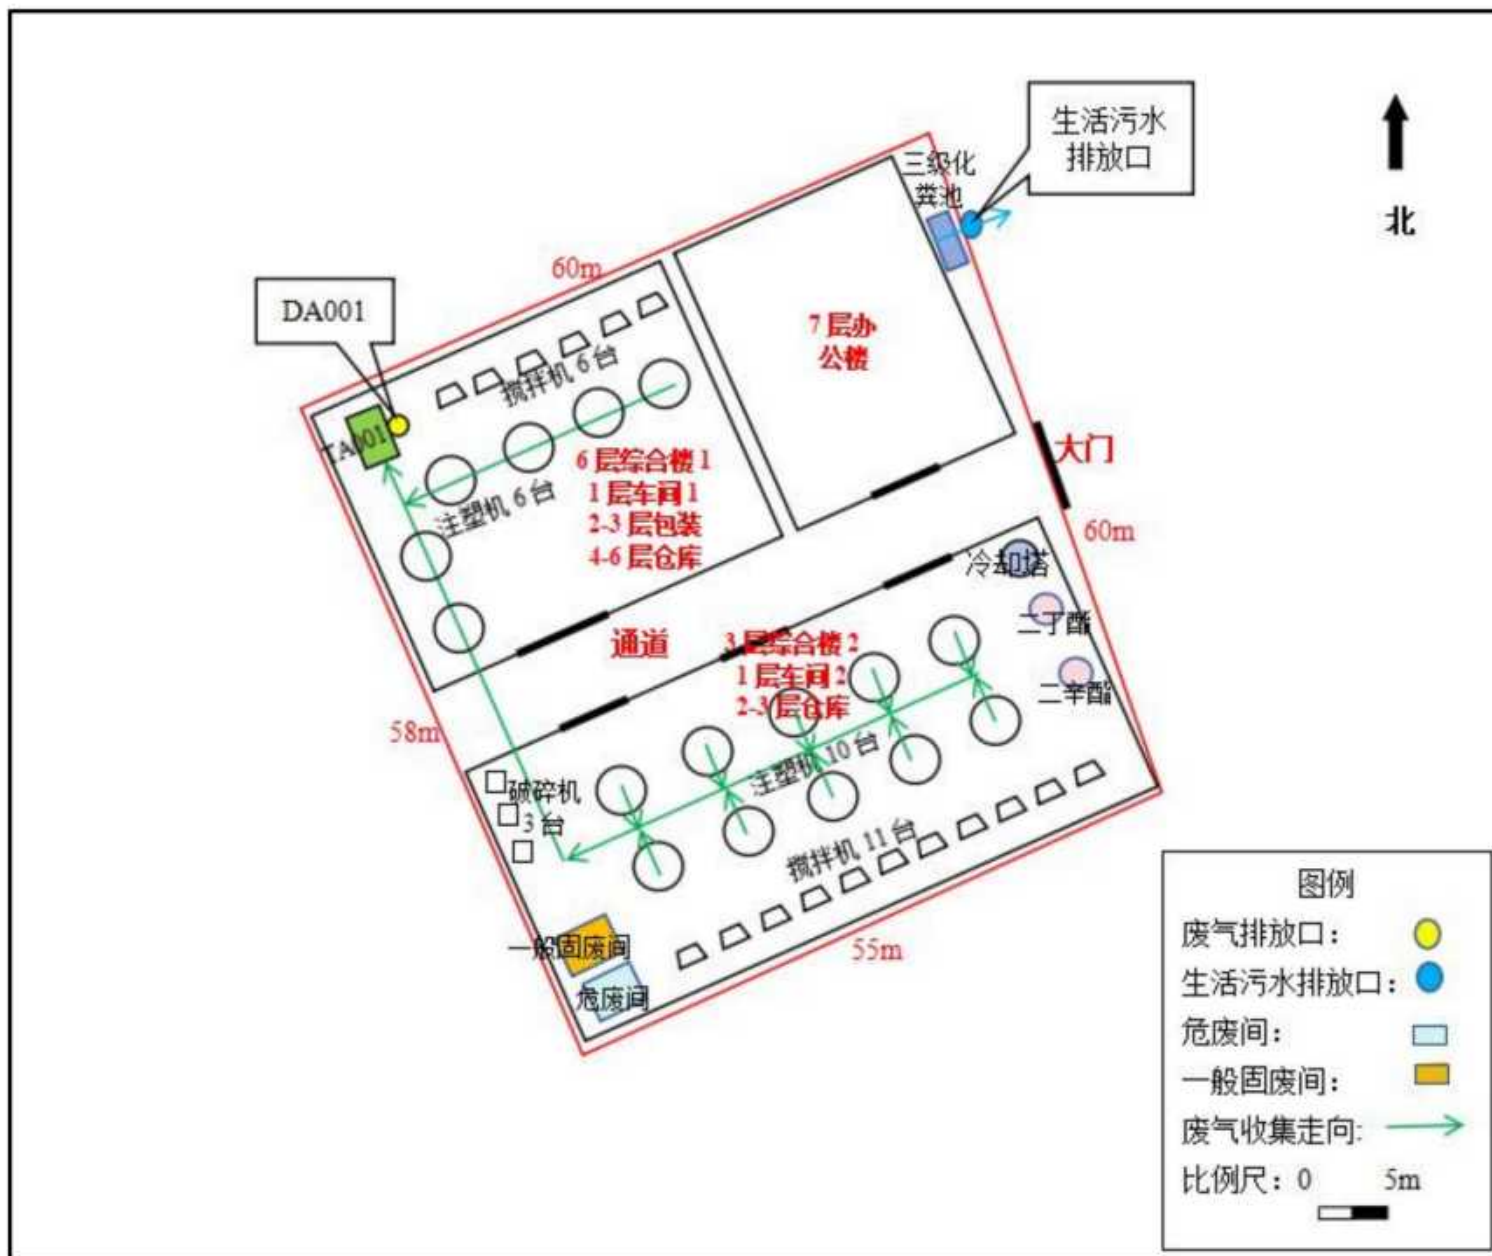 生活污水
排放口
北
三级化
粪池
60m
DA001
7 层办
公楼
搅拌机 6 台
TA001
大门
6 层综合楼 1
1 层车间 1
2-3 层包装
4-6 层仓库
注塑机 6 台
60m
冷却塔
二丁酯
通道
3 层综合楼 2
1 层车间 2
2-3 层仓库
二辛酯
58m
注塑机 10 台
破碎机
3 台
搅拌机 11 台
一般固废间
55m
危废间
图例
废气排放口：
生活污水排放口：
危废间：
一般固废间：
废气收集走向:
比例尺：0 5m